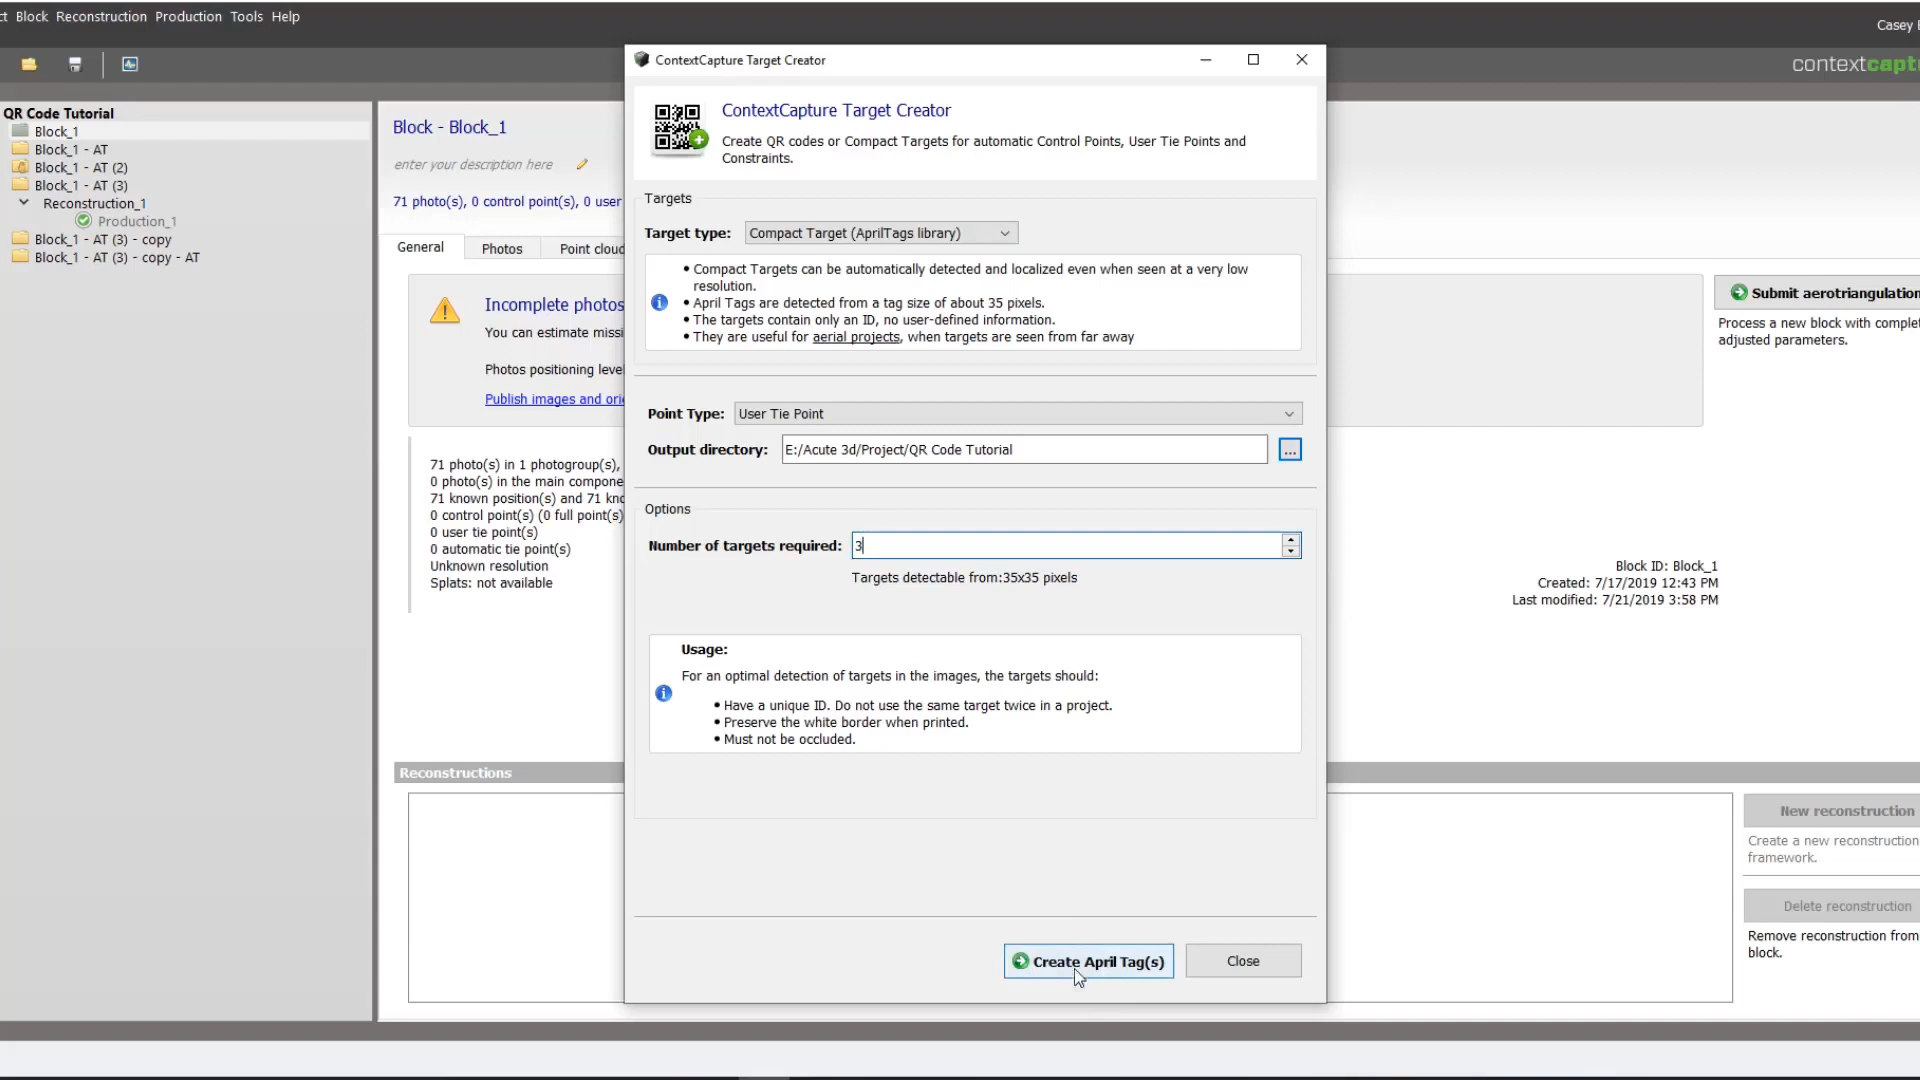 ct Block Reconstruction Production Tools Help
Casey
contextcaptu
QR Code Tutorial
Block_1
Block_1 - AT
Block_1 - AT (2)
Block_1 - AT (3)
Reconstruction_1
Production_1
Block_1 - AT (3) - copy
Block_1 - AT (3) - copy - AT
Block - Block_1
enter your description here
71 photo(s), 0 control point(s), 0 user
General Photos Point cloud
Incomplete photos
You can estimate missi
Photos positioning leve
Publish images and orie
71 photo(s) in 1 photogroup(s),
0 photo(s) in the main compone
71 known position(s) and 71 kno
0 control point(s) (0 full point(s)
0 user tie point(s)
0 automatic tie point(s)
Unknown resolution
Splats: not available
Reconstructions
ContextCapture Target Creator
ContextCapture Target Creator
Create QR codes or Compact Targets for automatic Control Points, User Tie Points and
Constraints.
Targets
Target type: Compact Target (AprilTags library)
• Compact Targets can be automatically detected and localized even when seen at a very low
resolution.
• April Tags are detected from a tag size of about 35 pixels.
• The targets contain only an ID, no user-defined information.
• They are useful for aerial projects, when targets are seen from far away
Point Type: User Tie Point
Output directory: E:/Acute 3d/Project/QR Code Tutorial ...
Options
Number of targets required: 3
Targets detectable from:35x35 pixels
Usage:
For an optimal detection of targets in the images, the targets should:
• Have a unique ID. Do not use the same target twice in a project.
• Preserve the white border when printed.
• Must not be occluded.
Create April Tag(s) Close
Submit aerotriangulation
Process a new block with complet
adjusted parameters.
Block ID: Block_1
Created: 7/17/2019 12:43 PM
Last modified: 7/21/2019 3:58 PM
New reconstruction
Create a new reconstruction
framework.
Delete reconstruction
Remove reconstruction from
block.